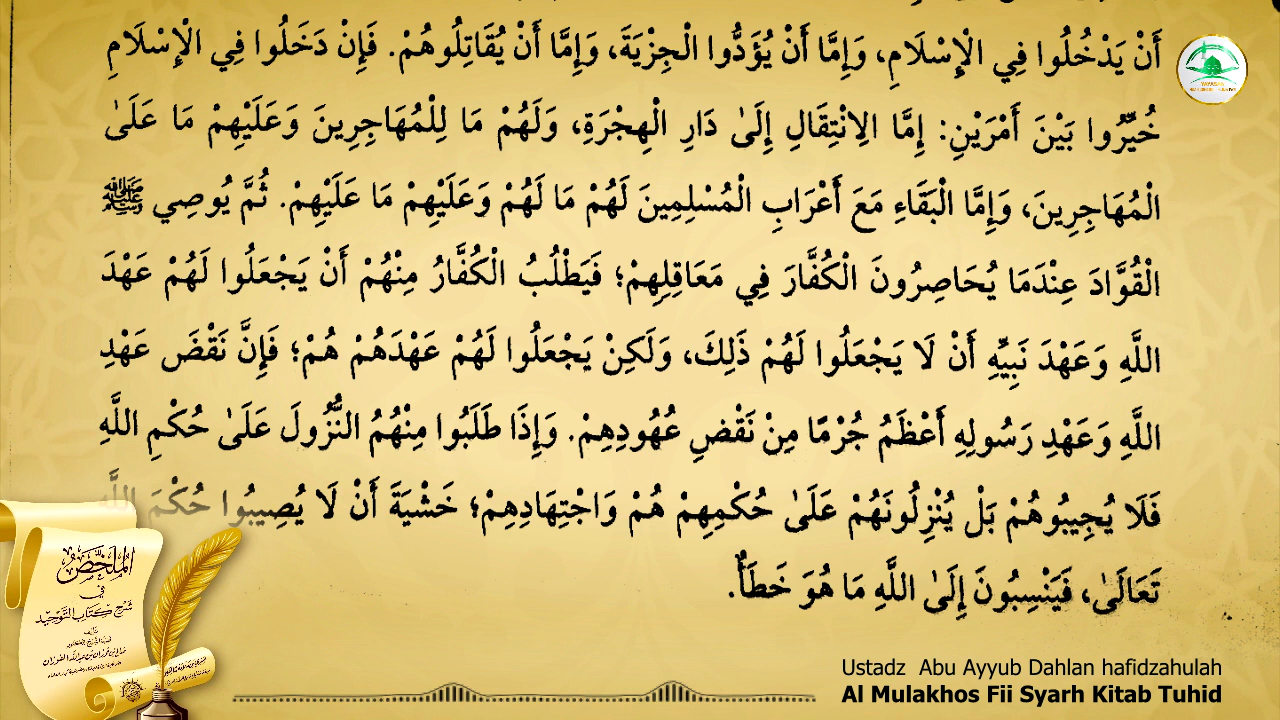 أَنْ يَدْخُلُوا فِي الْإِسْلَامِ، وَإِمَّا أَنْ يُؤَدُّوا الْجِزْيَةَ، وَإِمَّا أَنْ يُقَاتِلُوهُمْ. فَإِنْ دَخَلُوا فِي الْإِسْلَامِ
خُيِّرُوا بَيْنَ أَمْرَيْنِ: إِمَّا الِانْتِقَالِ إِلَىٰ دَارِ الْهِجْرَةِ، وَلَهُمْ مَا لِلْمُهَاجِرِينَ وَعَلَيْهِمْ مَا عَلَىٰ
الْمُهَاجِرِينَ، وَإِمَّا الْبَقَاءِ مَعَ أَعْرَابِ الْمُسْلِمِينَ لَهُمْ مَا لَهُمْ وَعَلَيْهِمْ مَا عَلَيْهِمْ. ثُمَّ يُوصِي ﷺ
الْقُوَّادَ عِنْدَمَا يُحَاصِرُونَ الْكُفَّارَ فِي مَعَاقِلِهِمْ؛ فَيَطْلُبُ الْكُفَّارُ مِنْهُمْ أَنْ يَجْعَلُوا لَهُمْ عَهْدَ
اللَّهِ وَعَهْدَ نَبِيِّهِ أَنْ لَا يَجْعَلُوا لَهُمْ ذَلِكَ، وَلَكِنْ يَجْعَلُوا لَهُمْ عَهْدَهُمْ هُمْ؛ فَإِنَّ نَقْضَ عَهْدِ
اللَّهِ وَعَهْدِ رَسُولِهِ أَعْظَمُ جُرْمًا مِنْ نَقْضِ عُهُودِهِمْ. وَإِذَا طَلَبُوا مِنْهُمُ النُّزُولَ عَلَىٰ حُكْمِ اللَّهِ
فَلَا يُجِيبُوهُمْ بَلْ يُنْزِلُونَهُمْ عَلَىٰ حُكْمِهِمْ هُمْ وَاجْتِهَادِهِمْ؛ خَشْيَةَ أَنْ لَا يُصِيبُوا حُكْمَ اللَّهِ
تَعَالَىٰ، فَيَنْسِبُونَ إِلَىٰ اللَّهِ مَا هُوَ خَطَأٌ.
الملخص
في
شرح كتاب التوحيد
Ustadz Abu Ayyub Dahlan hafidzahulah
Al Mulakhos Fii Syarh Kitab Tuhid